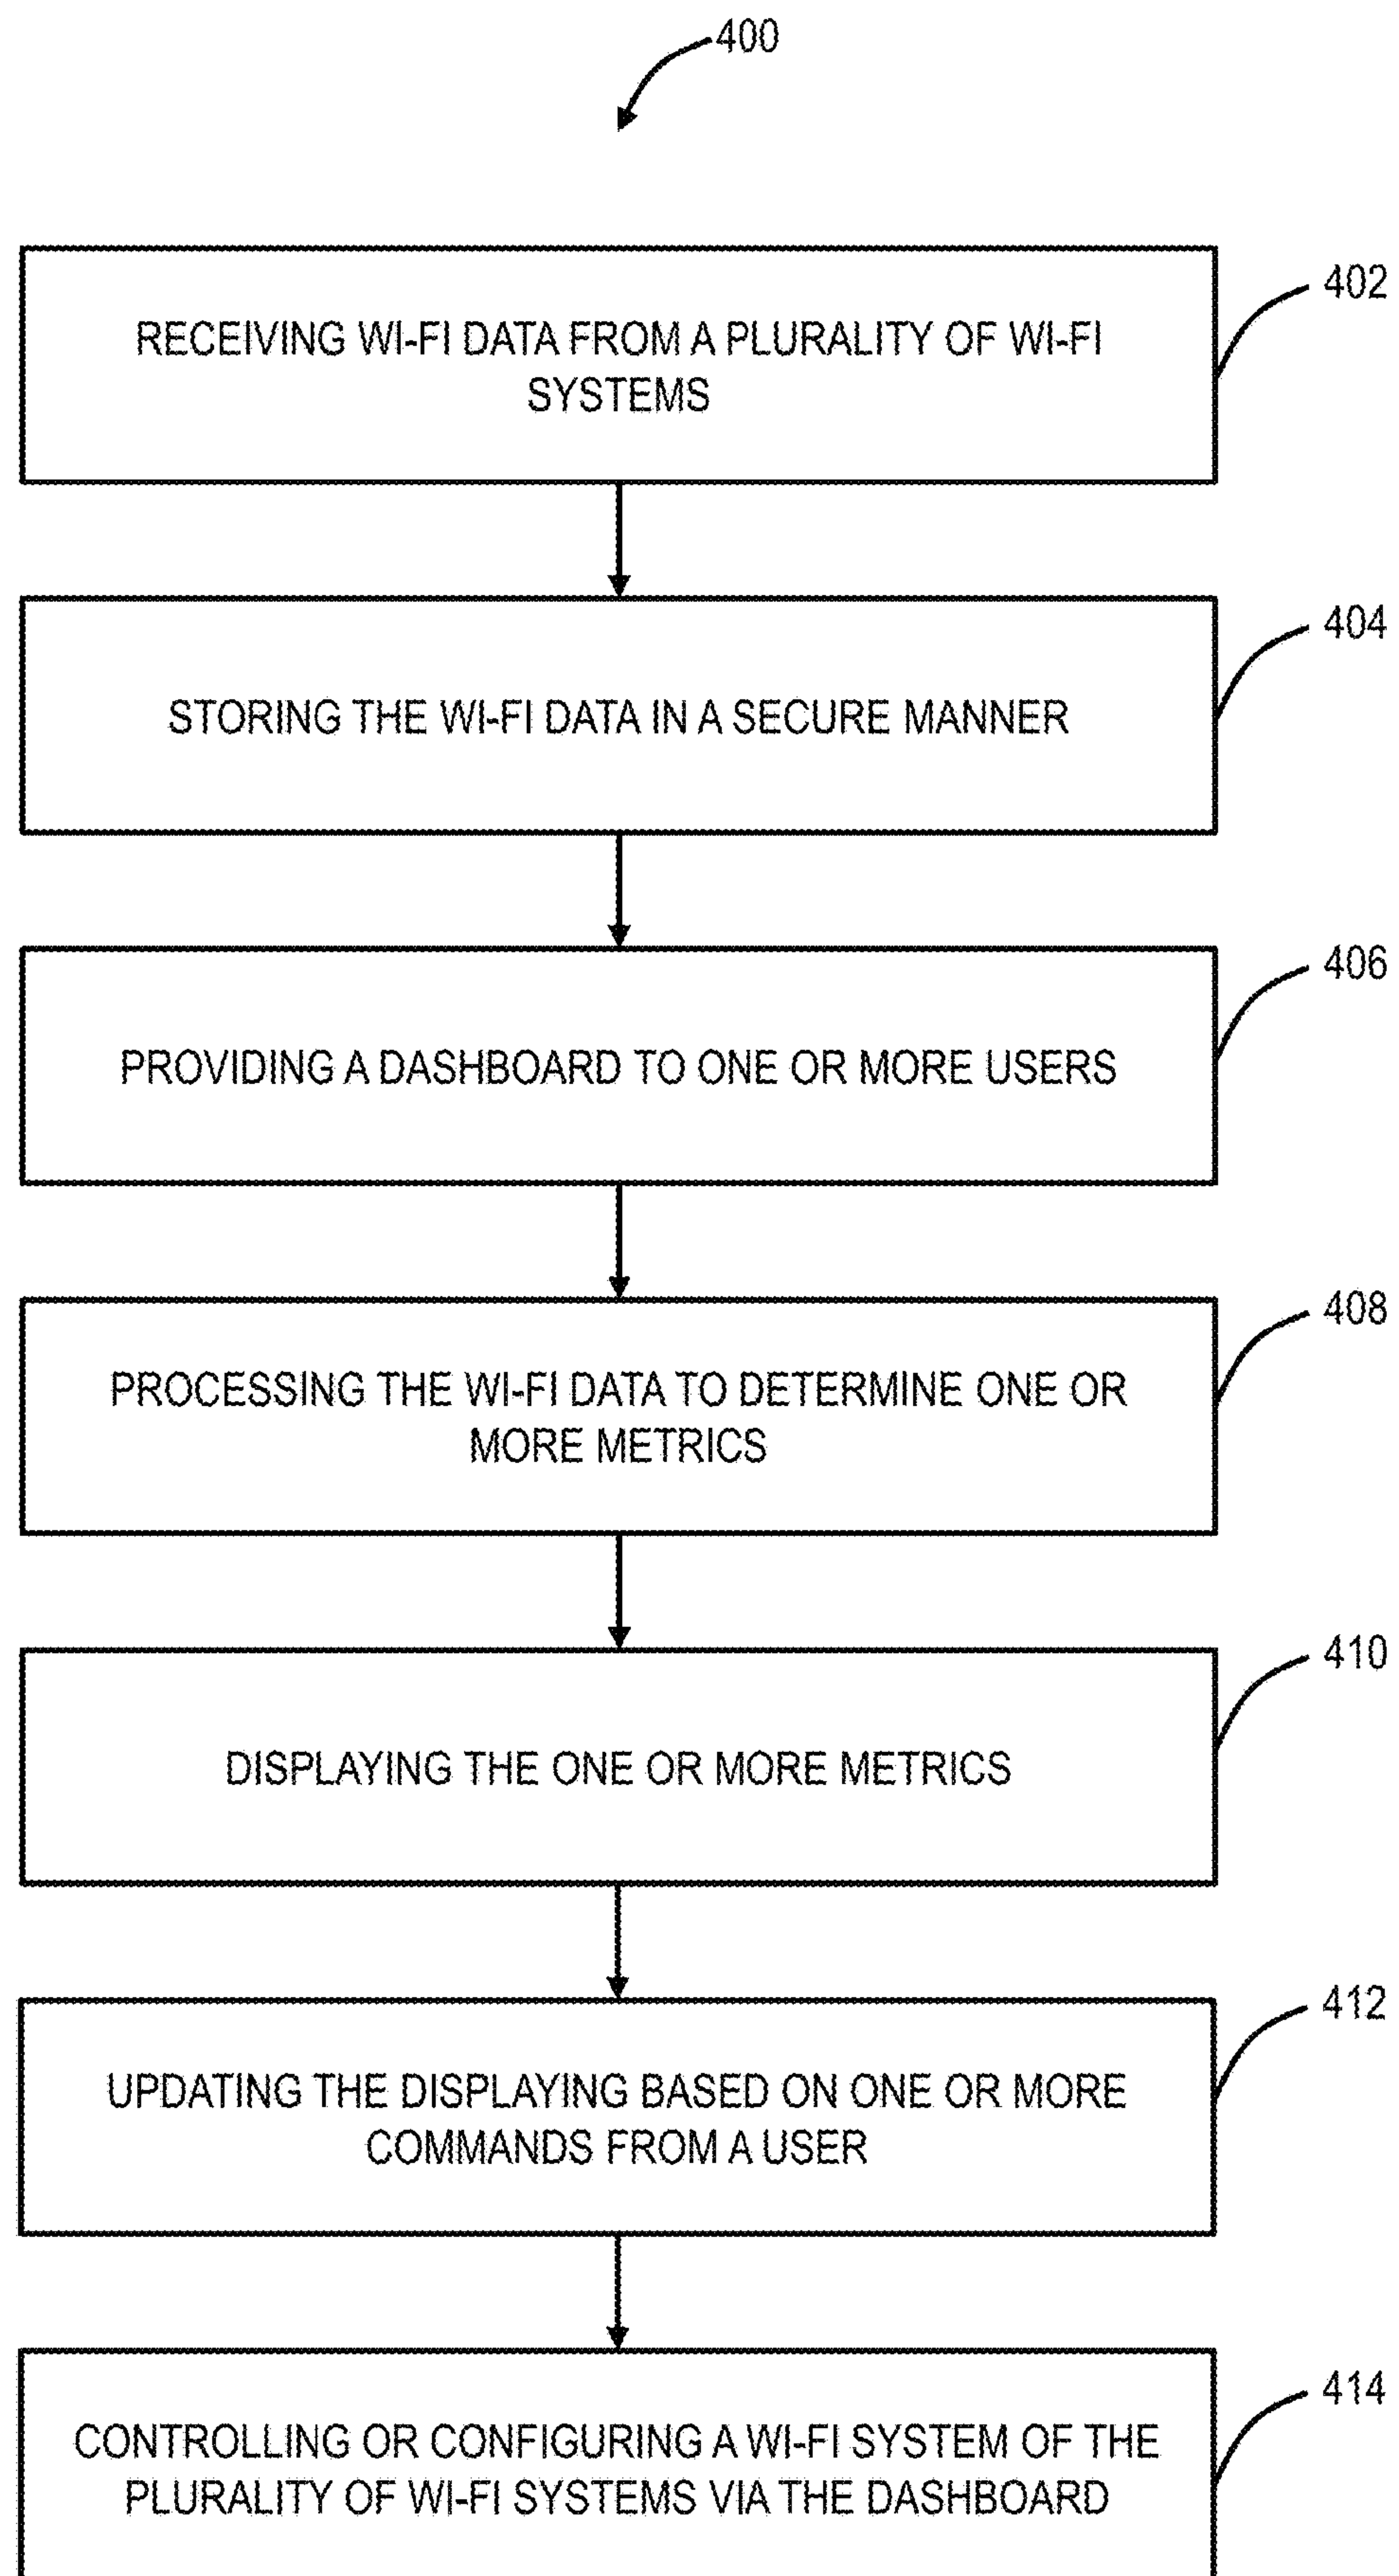 400
RECEIVING WI-FI DATA FROM A PLURALITY OF WI-FI
SYSTEMS
402
STORING THE WI-FI DATA IN A SECURE MANNER
404
PROVIDING A DASHBOARD TO ONE OR MORE USERS
406
PROCESSING THE WI-FI DATA TO DETERMINE ONE OR
MORE METRICS
408
DISPLAYING THE ONE OR MORE METRICS
410
UPDATING THE DISPLAYING BASED ON ONE OR MORE
COMMANDS FROM A USER
412
CONTROLLING OR CONFIGURING A WI-FI SYSTEM OF THE
PLURALITY OF WI-FI SYSTEMS VIA THE DASHBOARD
414